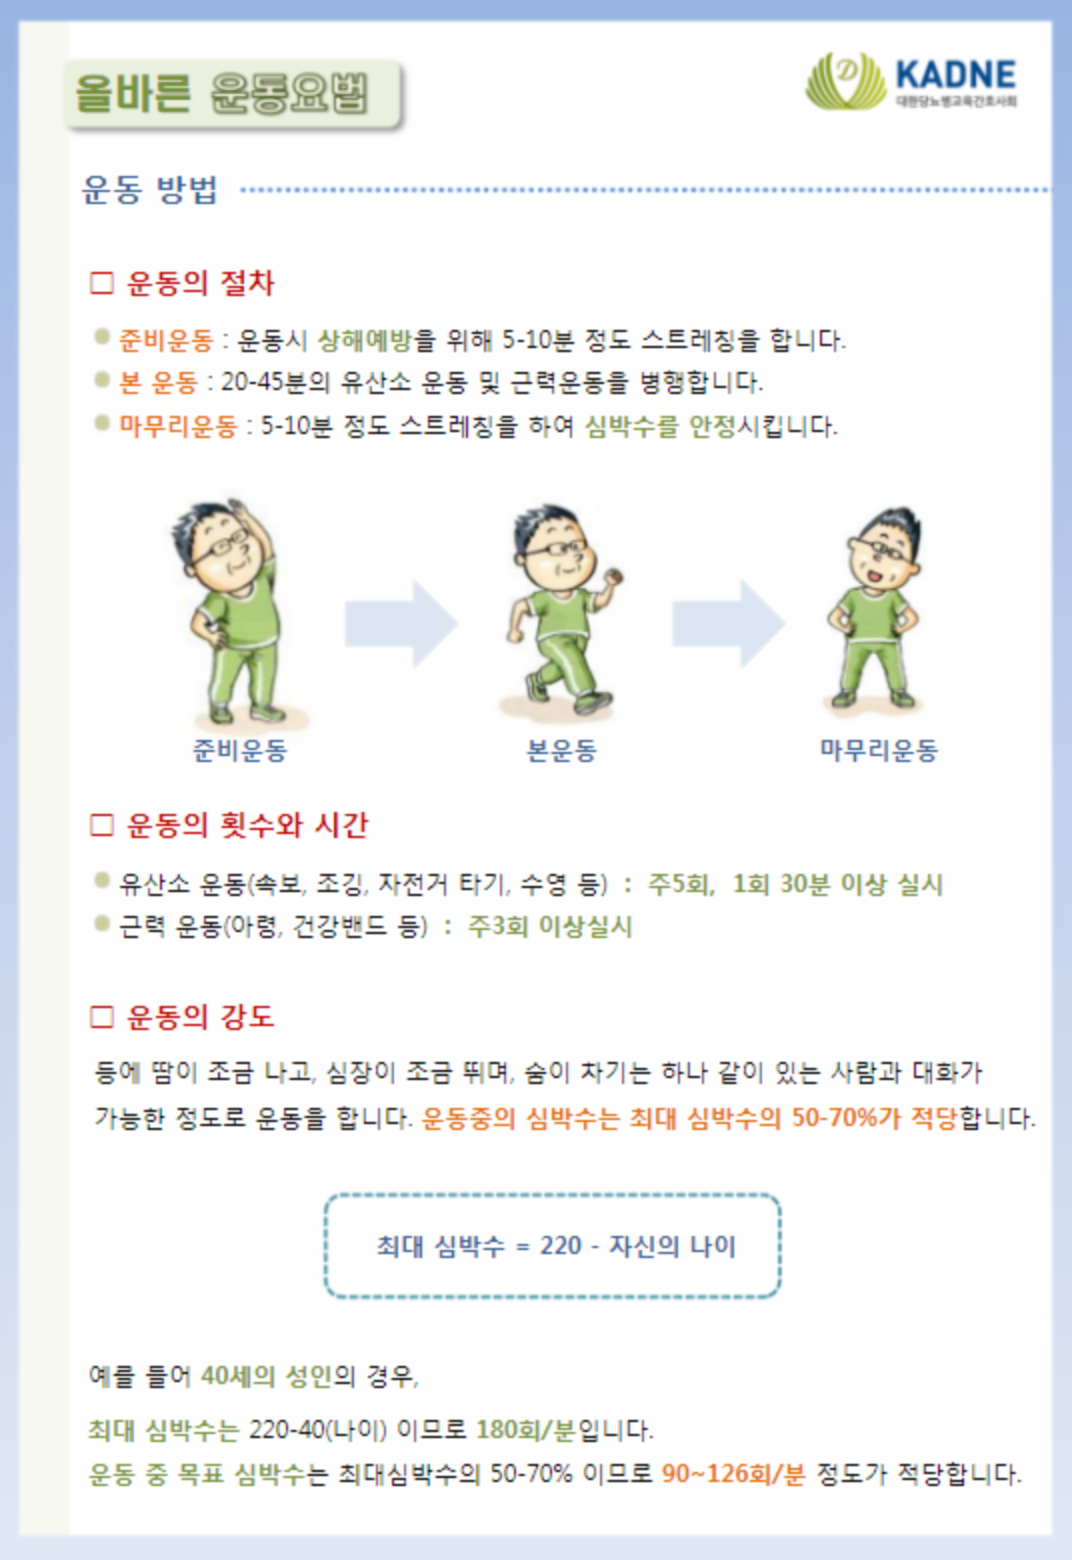 올바른 운동요법
KADNE
대한당뇨병교육간호사회
운동 방법
□ 운동의 절차
준비운동 : 운동시 상해예방을 위해 5-10분 정도 스트레칭을 합니다.
본 운동 : 20-45분의 유산소 운동 및 근력운동을 병행합니다.
마무리운동 : 5-10분 정도 스트레칭을 하여 심박수를 안정시킵니다.
준비운동 본운동 마무리운동
□ 운동의 횟수와 시간
유산소 운동(속보, 조깅, 자전거 타기, 수영 등) : 주5회, 1회 30분 이상 실시
근력 운동(아령, 건강밴드 등) : 주3회 이상실시
□ 운동의 강도
등에 땀이 조금 나고, 심장이 조금 뛰며, 숨이 차기는 하나 같이 있는 사람과 대화가
가능한 정도로 운동을 합니다. 운동중의 심박수는 최대 심박수의 50-70%가 적당합니다.
최대 심박수 = 220 - 자신의 나이
예를 들어 40세의 성인의 경우,
최대 심박수는 220-40(나이) 이므로 180회/분입니다.
운동 중 목표 심박수는 최대심박수의 50-70% 이므로 90~126회/분 정도가 적당합니다.